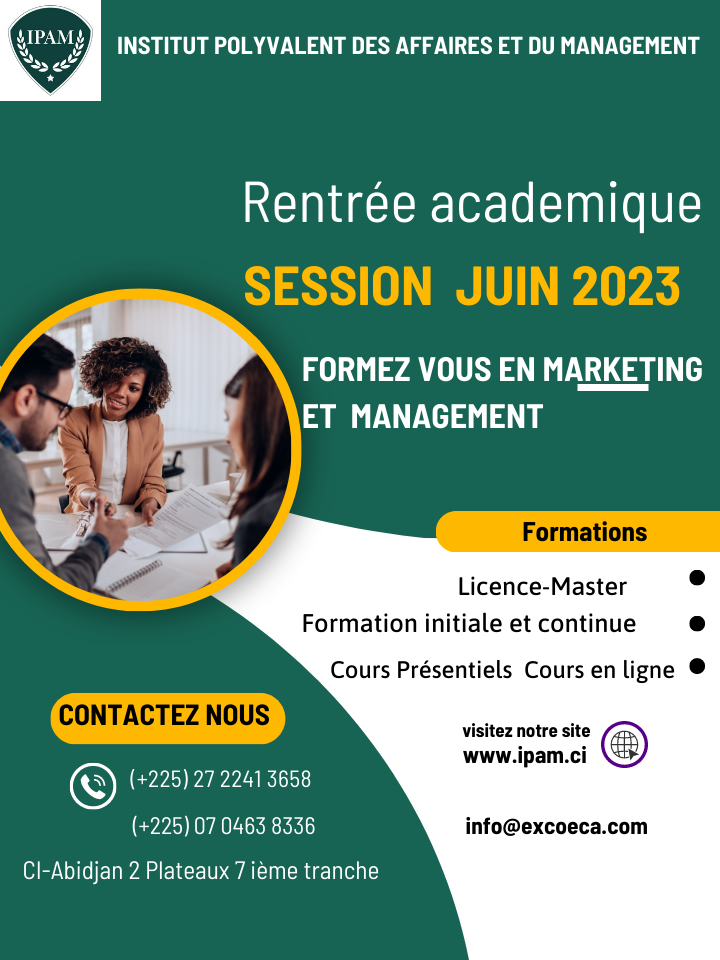 IPAM
INSTITUT POLYVALENT DES AFFAIRES ET DU MANAGEMENT
Rentrée academique
SESSION JUIN 2023
FORMEZ VOUS EN MARKETING
ET MANAGEMENT
Formations
Licence-Master
Formation initiale et continue
Cours Présentiels Cours en ligne
CONTACTEZ NOUS
(+225) 27 2241 3658
(+225) 07 0463 8336
CI-Abidjan 2 Plateaux 7 ième tranche
visitez notre site
www.ipam.ci
info@excoeca.com